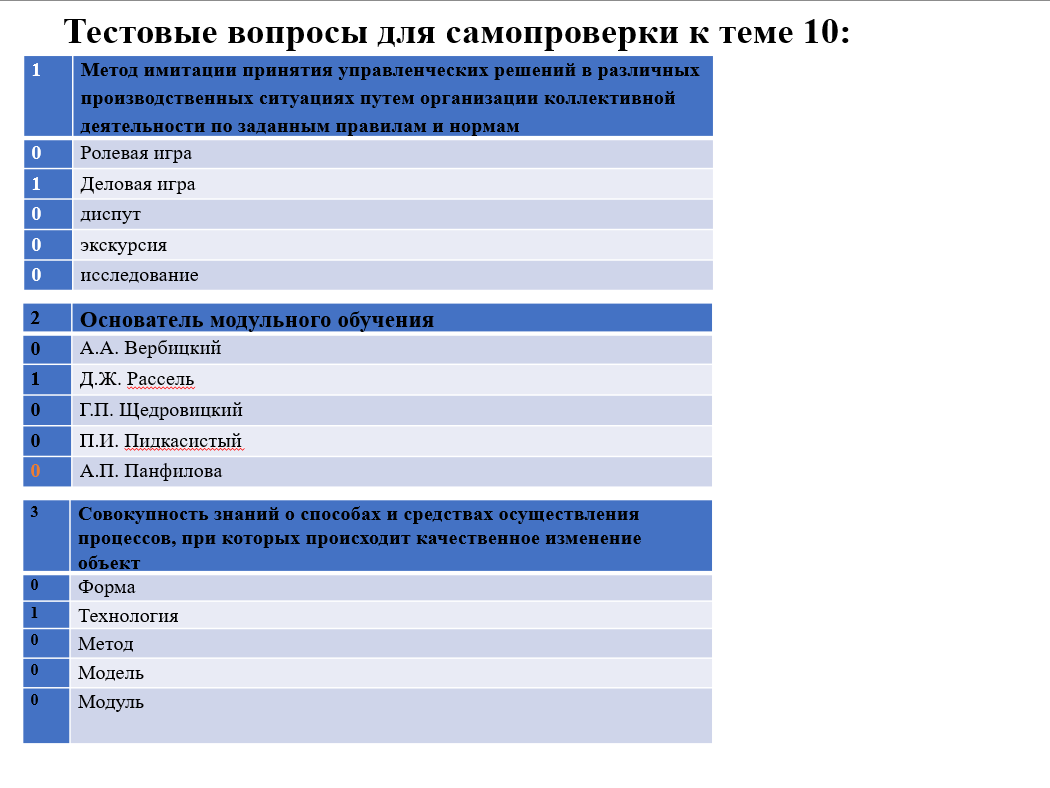 Тестовые вопросы для самопроверки к теме 10:
1 Метод имитации принятия управленческих решений в различных
производственных ситуациях путем организации коллективной
деятельности по заданным правилам и нормам
0 Ролевая игра
1 Деловая игра
0 диспут
0 экскурсия
0 исследование
2 Основатель модульного обучения
0 А.А. Вербицкий
1 Д.Ж. Рассель
0 Г.П. Щедровицкий
0 П.И. Пидкасистый
0 А.П. Панфилова
3 Совокупность знаний о способах и средствах осуществления
процессов, при которых происходит качественное изменение
объект
0 Форма
1 Технология
0 Метод
0 Модель
0 Модуль